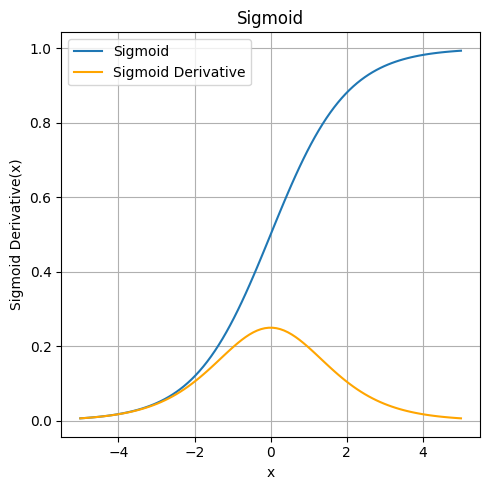 Sigmoid
Sigmoid
Sigmoid Derivative
Sigmoid Derivative(x)
1.0
0.8
0.6
0.4
0.2
0.0
−4
−2
0
2
4
x